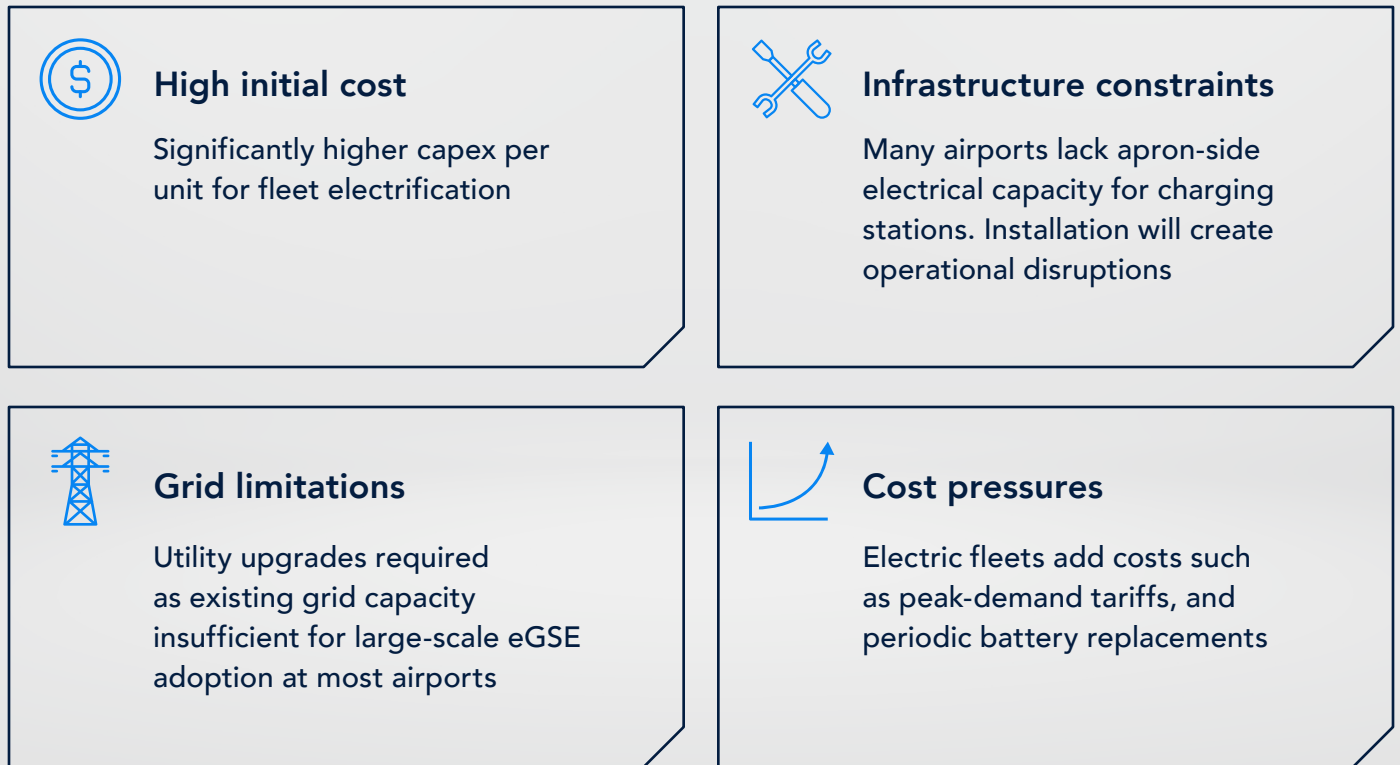 High initial cost
Significantly higher capex per
unit for fleet electrification
Infrastructure constraints
Many airports lack apron-side
electrical capacity for charging
stations. Installation will create
operational disruptions
Grid limitations
Utility upgrades required
as existing grid capacity
insufficient for large-scale eGSE
adoption at most airports
Cost pressures
Electric fleets add costs such
as peak-demand tariffs, and
periodic battery replacements